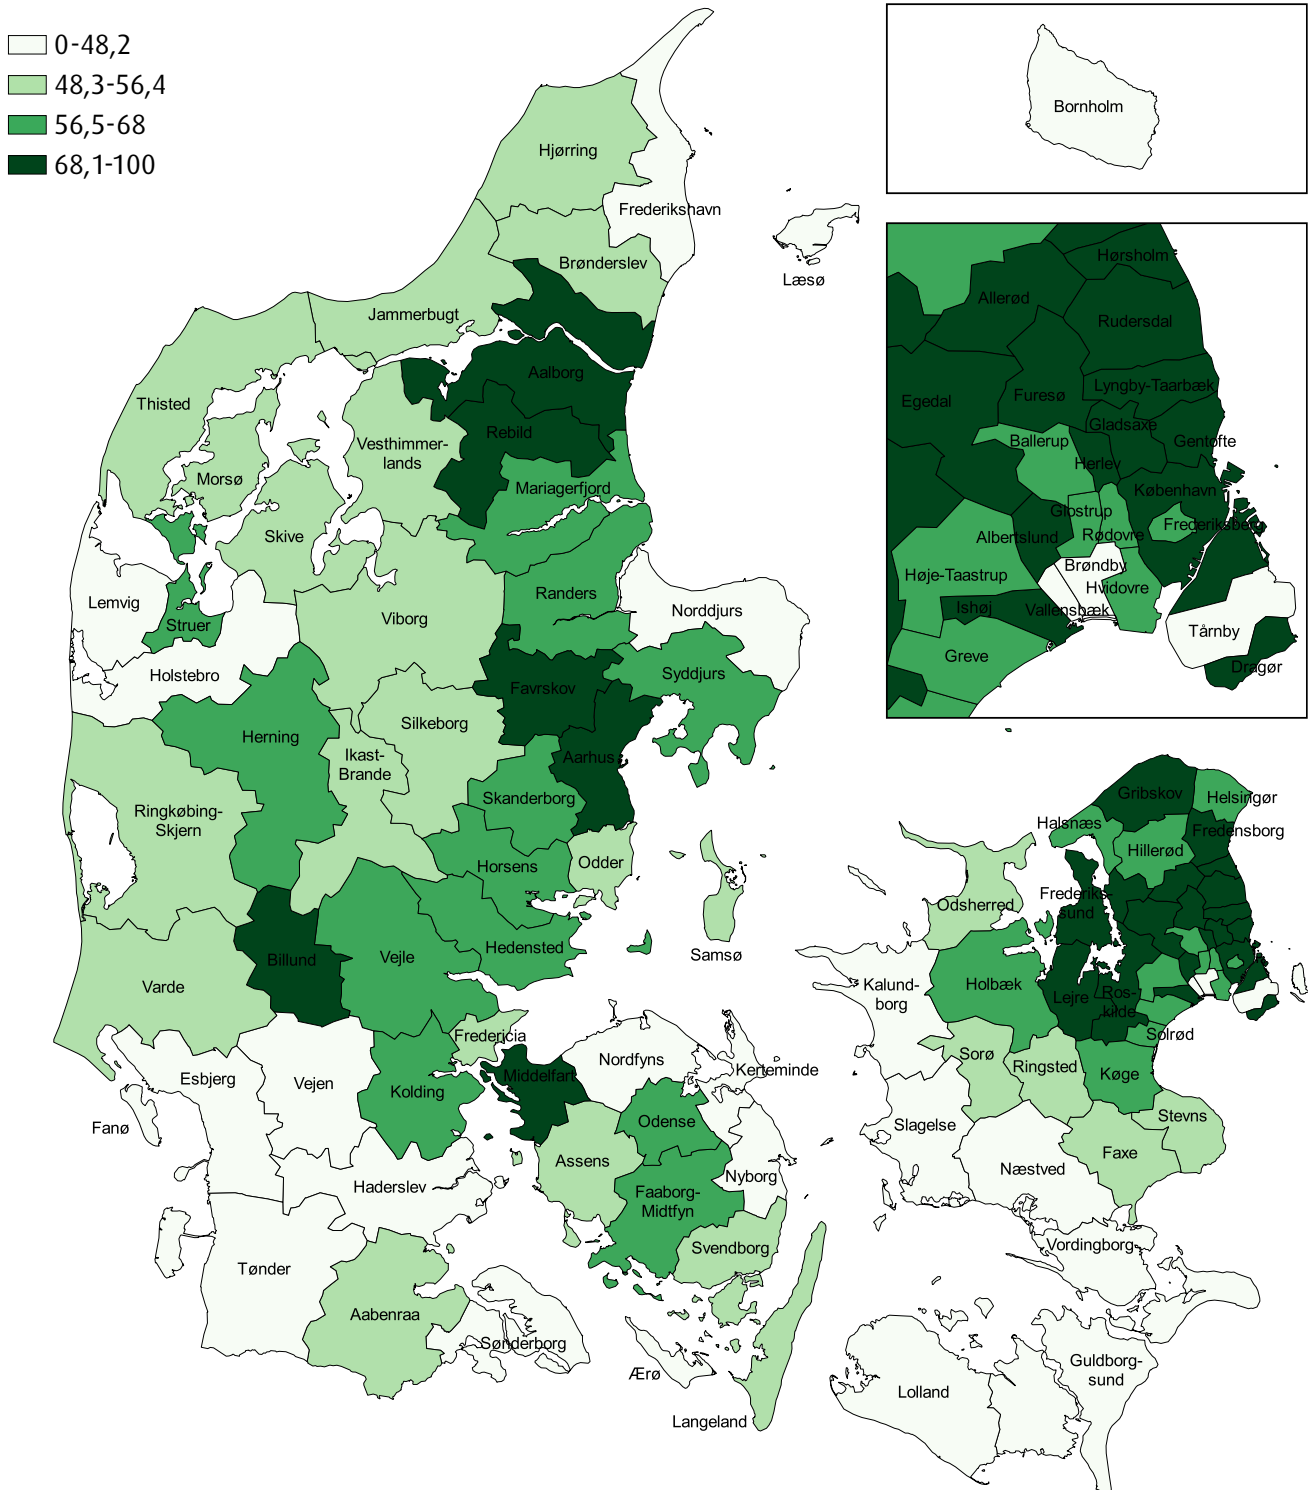 0-48,2
48,3-56,4
56,5-68
68,1-100
Bornholm
Hjørring
Frederikshavn
Brønderslev
Læsø
Jammerbugt
Aalborg
Thisted
Rebild
Vesthimmer-
lands
Morsø
Mariagerfjord
Skive
Lemvig
Randers
Norddjurs
Viborg
Struer
Holstebro
Syddjurs
Favrskov
Silkeborg
Herning
Ikast-
Brande
Aarhus
Skanderborg
Ringkøbing-
Skjern
Horsens
Odder
Hedensted
Samsø
Billund
Vejle
Varde
Fredericia
Esbjerg
Vejen
Kolding
Middelfart
Nordfyns
Kerteminde
Fanø
Odense
Assens
Nyborg
Haderslev
Faaborg-
Midtfyn
Svendborg
Tønder
Aabenraa
Sønderborg
Ærø
Langeland
Hørsholm
Allerød
Rudersdal
Lyngby-Taarbæk
Egedal
Furesø
Gladsaxe
Gentofte
Ballerup
Herlev
København
Glostrup
Frederiksberg
Albertslund
Rødovre
Brøndby
Høje-Taastrup
Hvidovre
Ishøj
Vallensbæk
Tårnby
Greve
Dragør
Gribskov
Helsingør
Halsnæs
Fredensborg
Hillerød
Frederiks-
sund
Odsherred
Kalund-
borg
Holbæk
Lejre
Ros-
kilde
Solrød
Sorø
Ringsted
Køge
Stevns
Slagelse
Faxe
Næstved
Vordingborg
Guldborg-
sund
Lolland